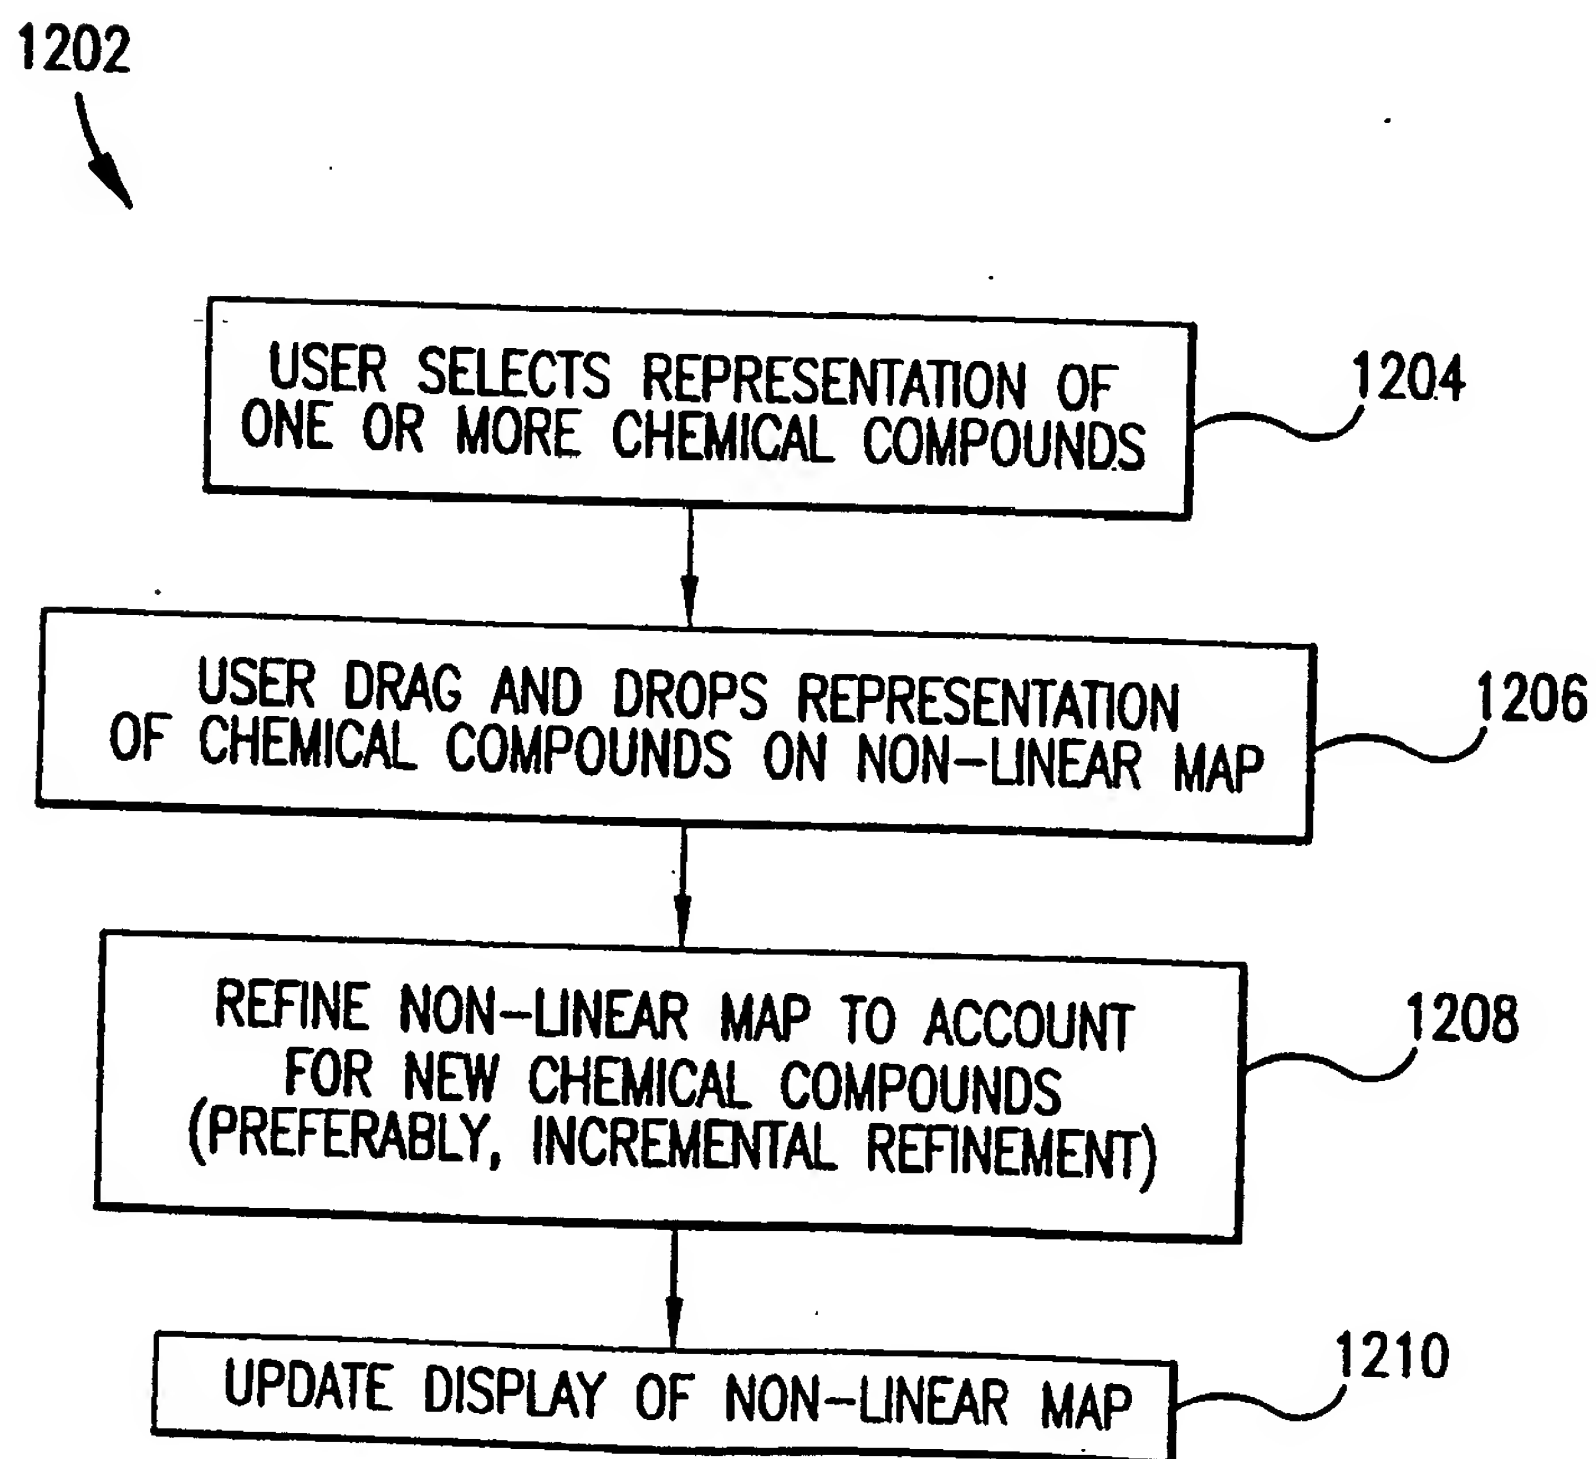 1202
USER SELECTS REPRESENTATION OF
ONE OR MORE CHEMICAL COMPOUNDS
1204
USER DRAG AND DROPS REPRESENTATION
OF CHEMICAL COMPOUNDS ON NON-LINEAR MAP
1206
REFINE NON-LINEAR MAP TO ACCOUNT
FOR NEW CHEMICAL COMPOUNDS
(PREFERABLY, INCREMENTAL REFINEMENT)
1208
UPDATE DISPLAY OF NON-LINEAR MAP
1210